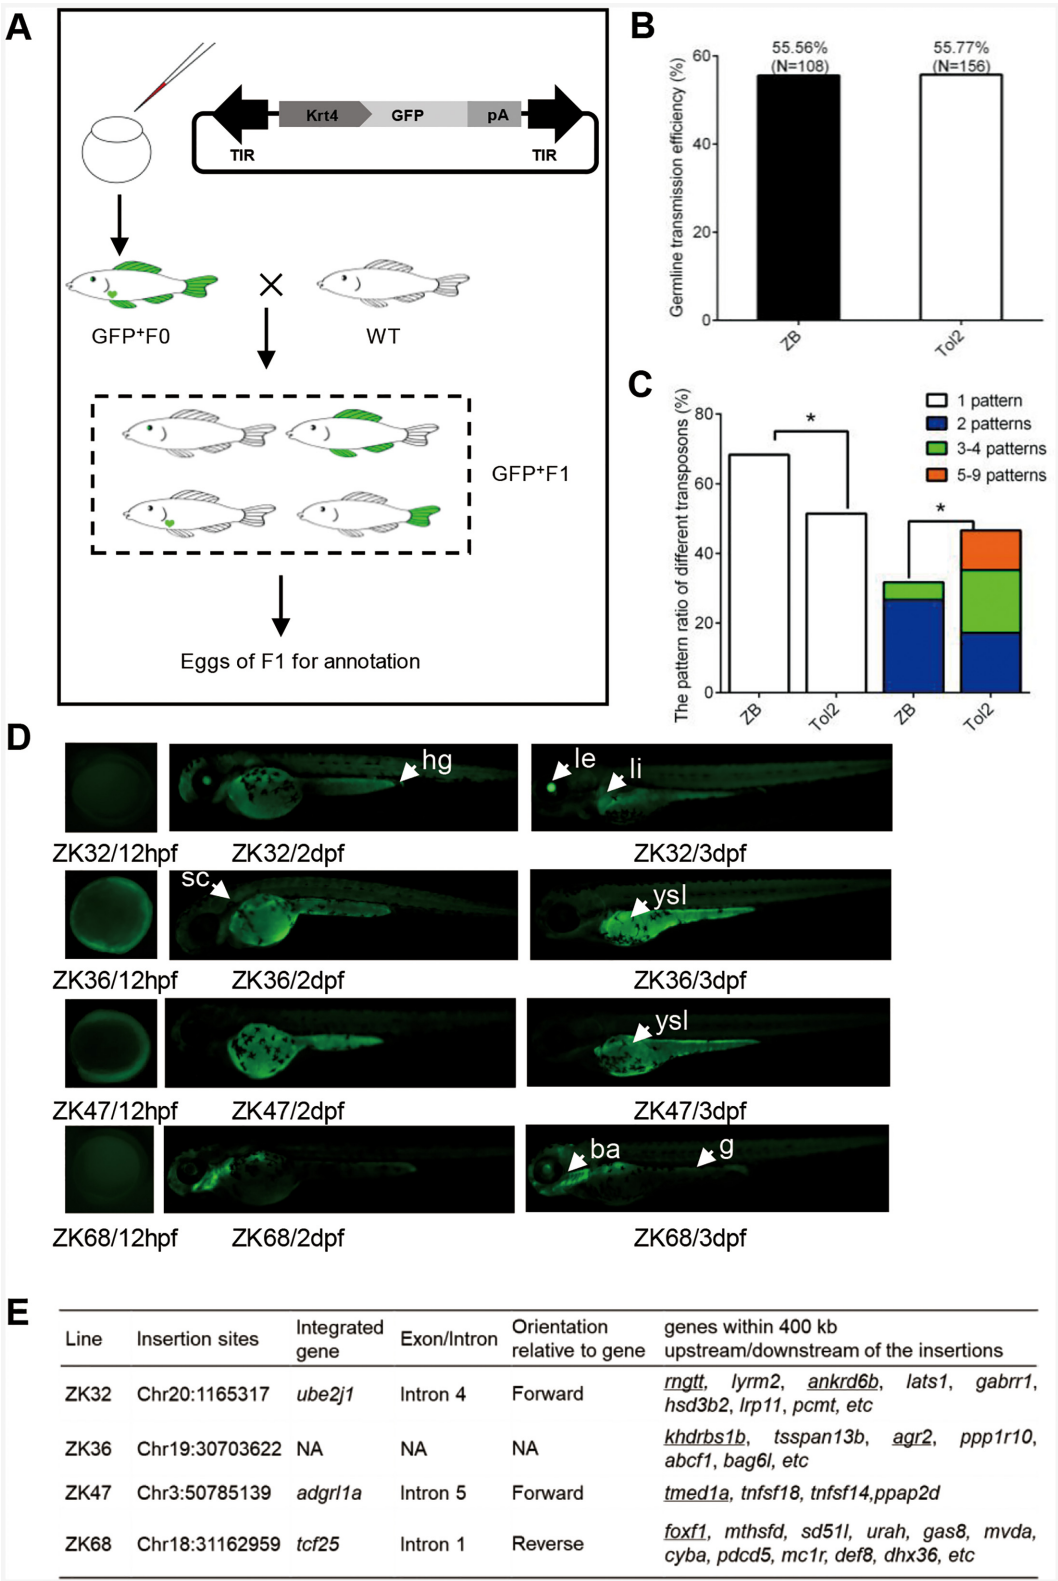 A
Krt4
GFP
pA
TIR
TIR
GFP⁺F0
WT
GFP⁺F1
Eggs of F1 for annotation
B
Germline transmission efficiency (%)
60
40
20
0
55.56%
(N=108)
55.77%
(N=156)
ZB
Tol2
C
The pattern ratio of different transposons (%)
80
60
40
20
0
*
*
1 pattern
2 patterns
3-4 patterns
5-9 patterns
ZB
Tol2
ZB
Tol2
D
hg
le
li
ZK32/12hpf
ZK32/2dpf
ZK32/3dpf
sc
ysl
ZK36/12hpf
ZK36/2dpf
ZK36/3dpf
ysl
ZK47/12hpf
ZK47/2dpf
ZK47/3dpf
ba
g
ZK68/12hpf
ZK68/2dpf
ZK68/3dpf
E
Line Insertion sites Integrated gene Exon/Intron Orientation relative to gene genes within 400 kb upstream/downstream of the insertions
ZK32 Chr20:1165317 ube2j1 Intron 4 Forward rngtt, lyrm2, ankrd6b, lats1, gabrr1,
hsd3b2, lrp11, pcmt, etc
ZK36 Chr19:30703622 NA NA NA khdrbs1b, tsspan13b, agr2, ppp1r10,
abcf1, bag6l, etc
ZK47 Chr3:50785139 adgrl1a Intron 5 Forward tmed1a, tnfsf18, tnfsf14,ppap2d
ZK68 Chr18:31162959 tcf25 Intron 1 Reverse foxf1, mthsfd, sd51l, urah, gas8, mvda,
cyba, pdcd5, mc1r, def8, dhx36, etc